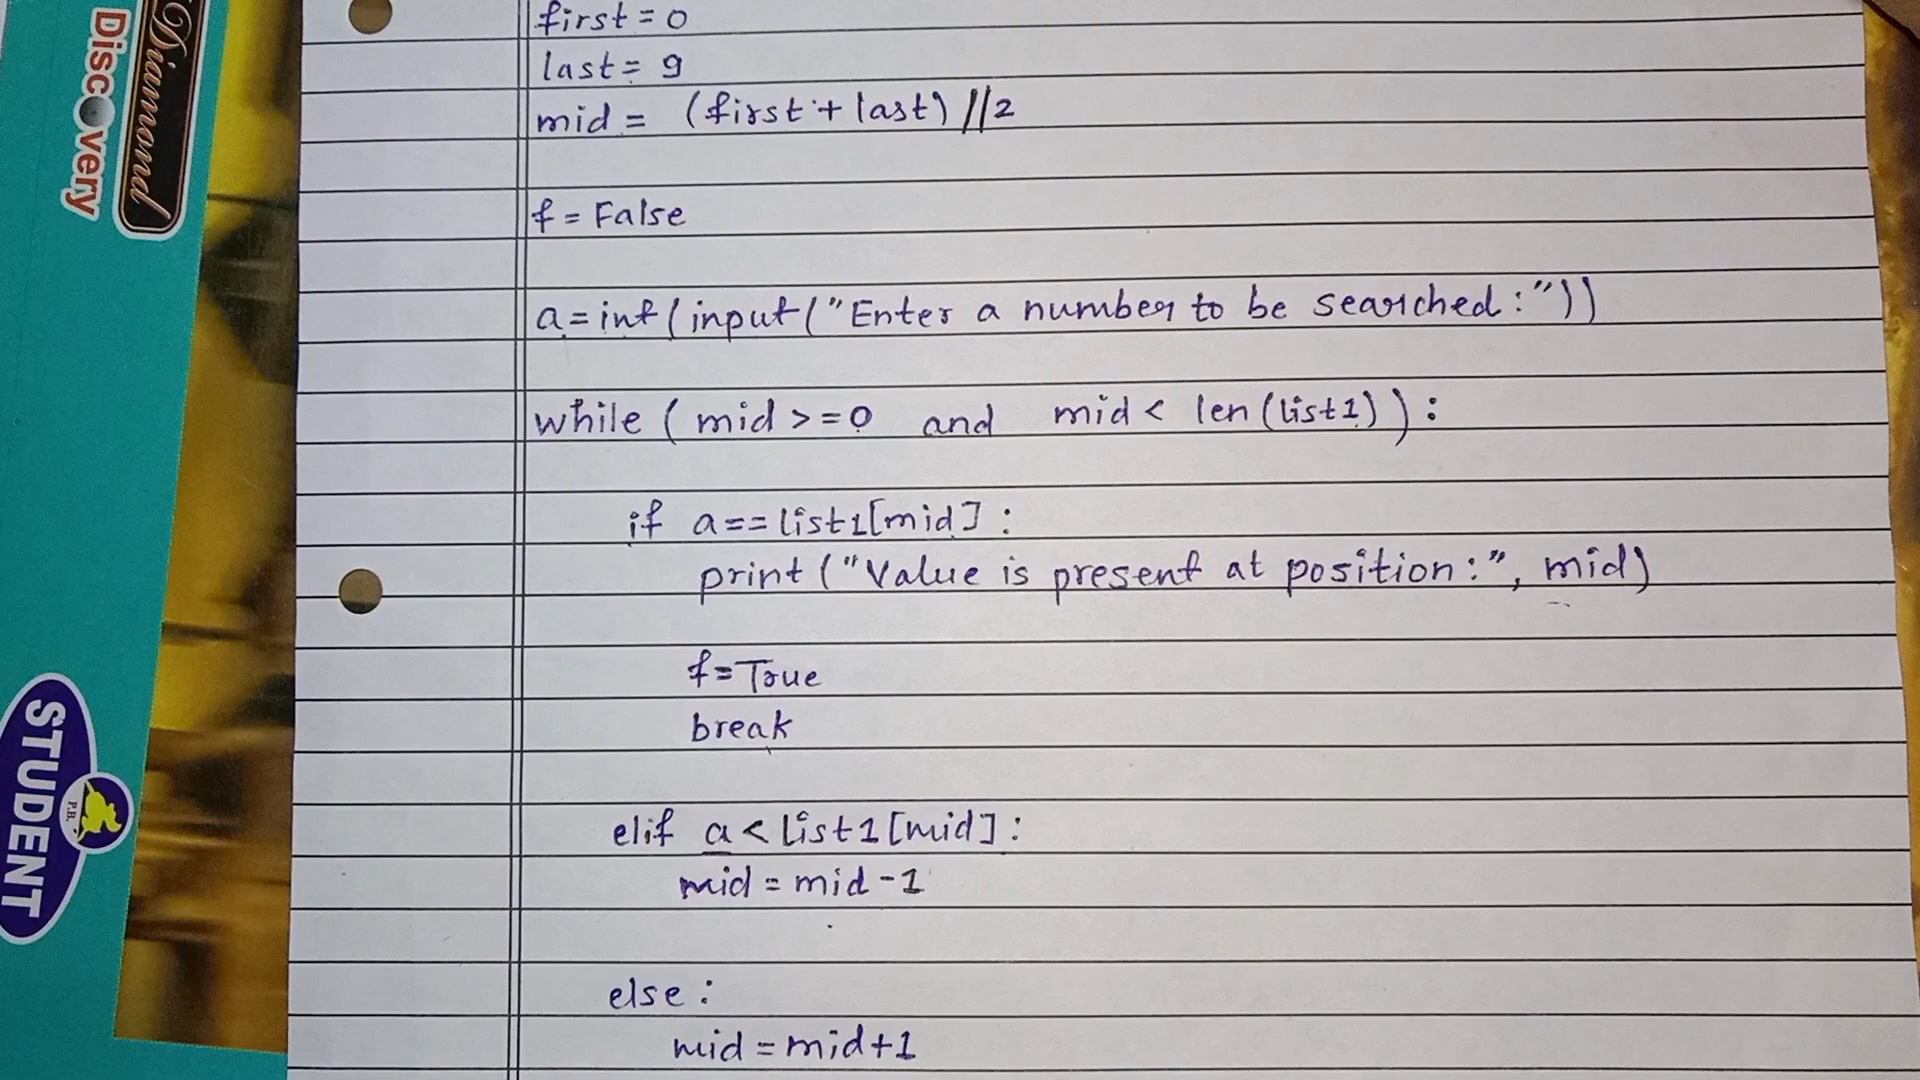 first = 0
last = 9
mid = (first + last) //2
f = False
a = int(input("Enter a number to be searched:"))
while ( mid >= 0 and mid < len(list1)):
if a == list1[mid]:
print("Value is present at position:", mid)
f = True
break
elif a < list1[mid]:
mid = mid - 1
else:
mid = mid + 1
Diamond
Discovery
STUDENT
P.B.